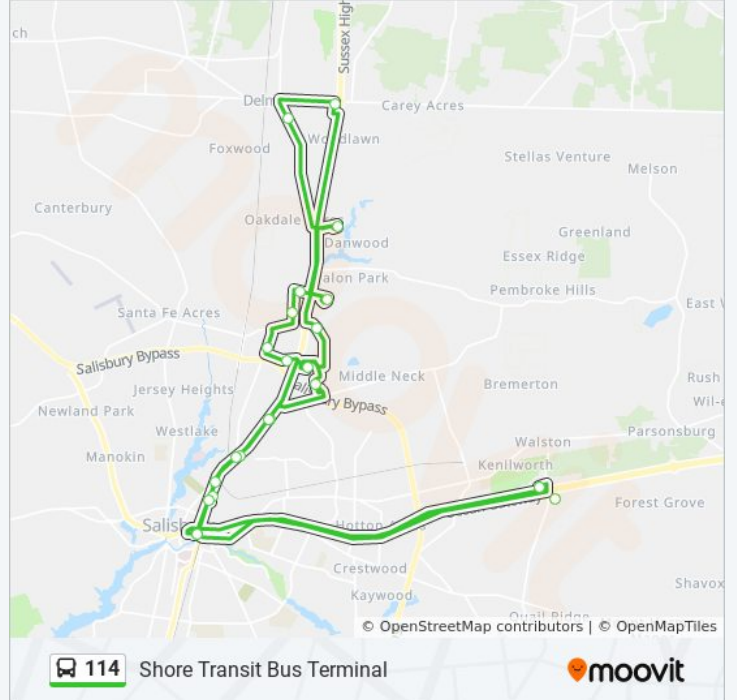 ch
Sussex High
Carey Acres
Foxwood
Stellas Venture
Melson
Canterbury
Oakdale
Greenland
Danwood
Essex Ridge
alon Park
Pembroke Hills
East
Santa Fe Acres
Salisbury Bypass
Middle Neck
Rush
Jersey Heights
Bremerton
Wil-
ry Bypass
Newland Park
Parsonsburg
Westlake
Walston
Manokin
Kenilworth
Forest Grove
Salisb
Hotton
Crestwood
Shavox
Kaywood
Quail Ridge
© OpenStreetMap contributors | © OpenMapTiles
114 Shore Transit Bus Terminal
moovit